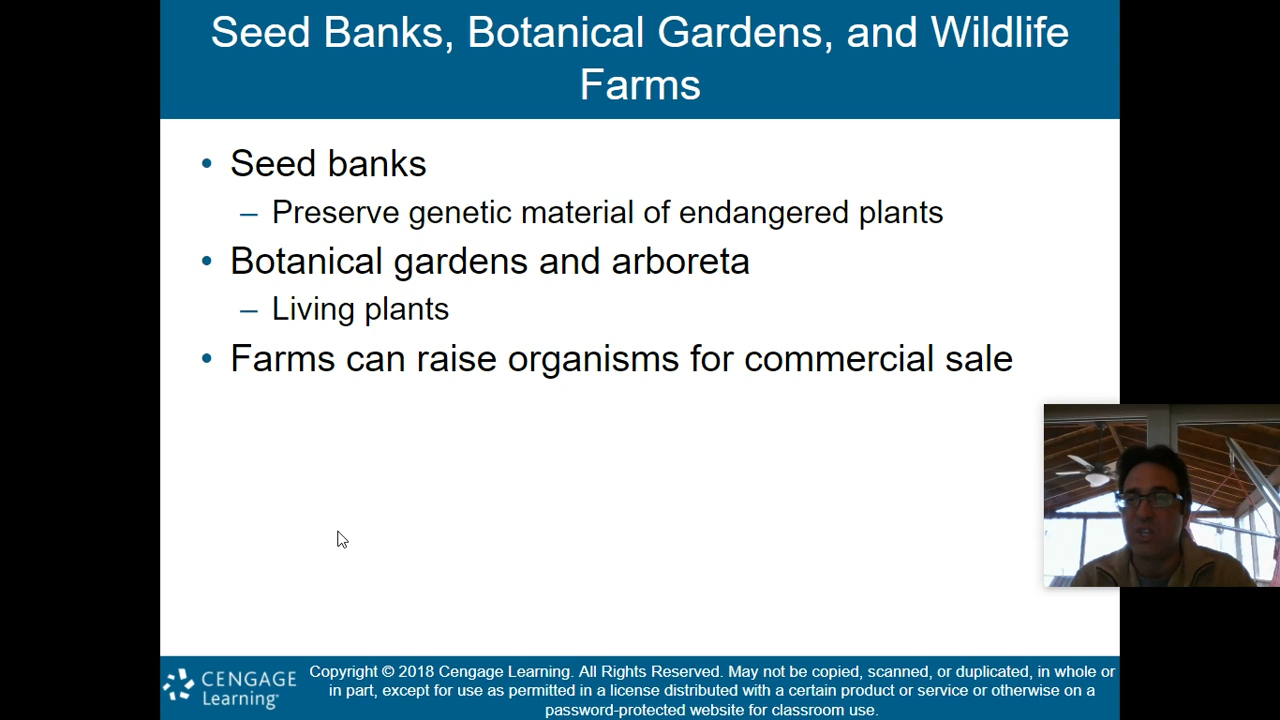 Seed Banks, Botanical Gardens, and Wildlife
Farms
• Seed banks
– Preserve genetic material of endangered plants
• Botanical gardens and arboreta
– Living plants
• Farms can raise organisms for commercial sale
CENGAGE
Learning
Copyright © 2018 Cengage Learning. All Rights Reserved. May not be copied, scanned, or duplicated, in whole or
in part, except for use as permitted in a license distributed with a certain product or service or otherwise on a
password-protected website for classroom use.